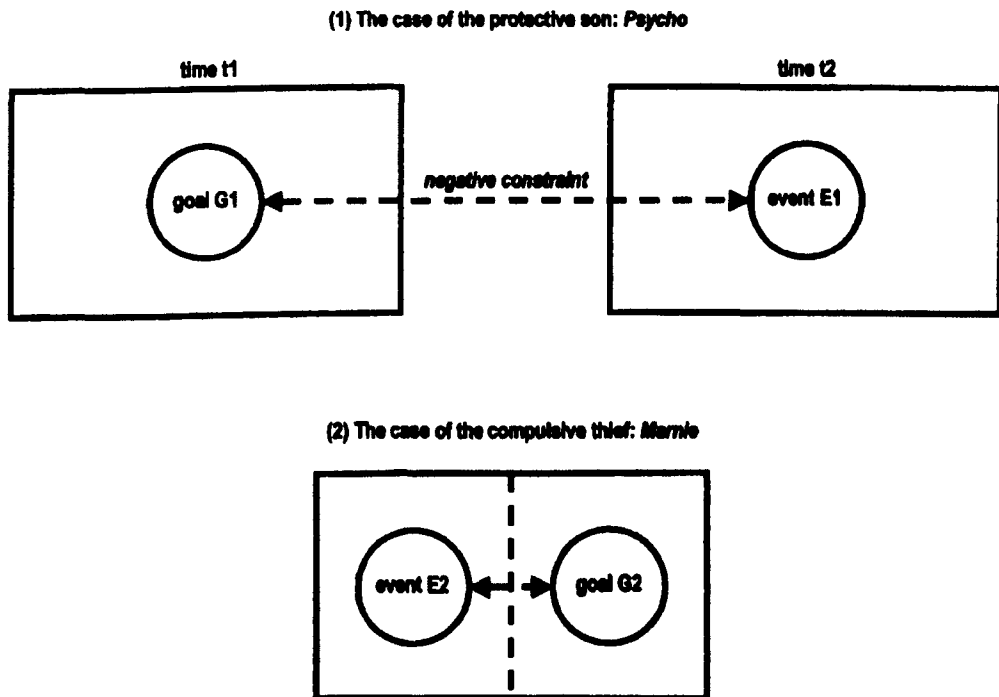 (1) The case of the protective son: Psycho
time t1
time t2
goal G1
negative constraint
event E1
(2) The case of the compulsive thief: Marnie
event E2
goal G2